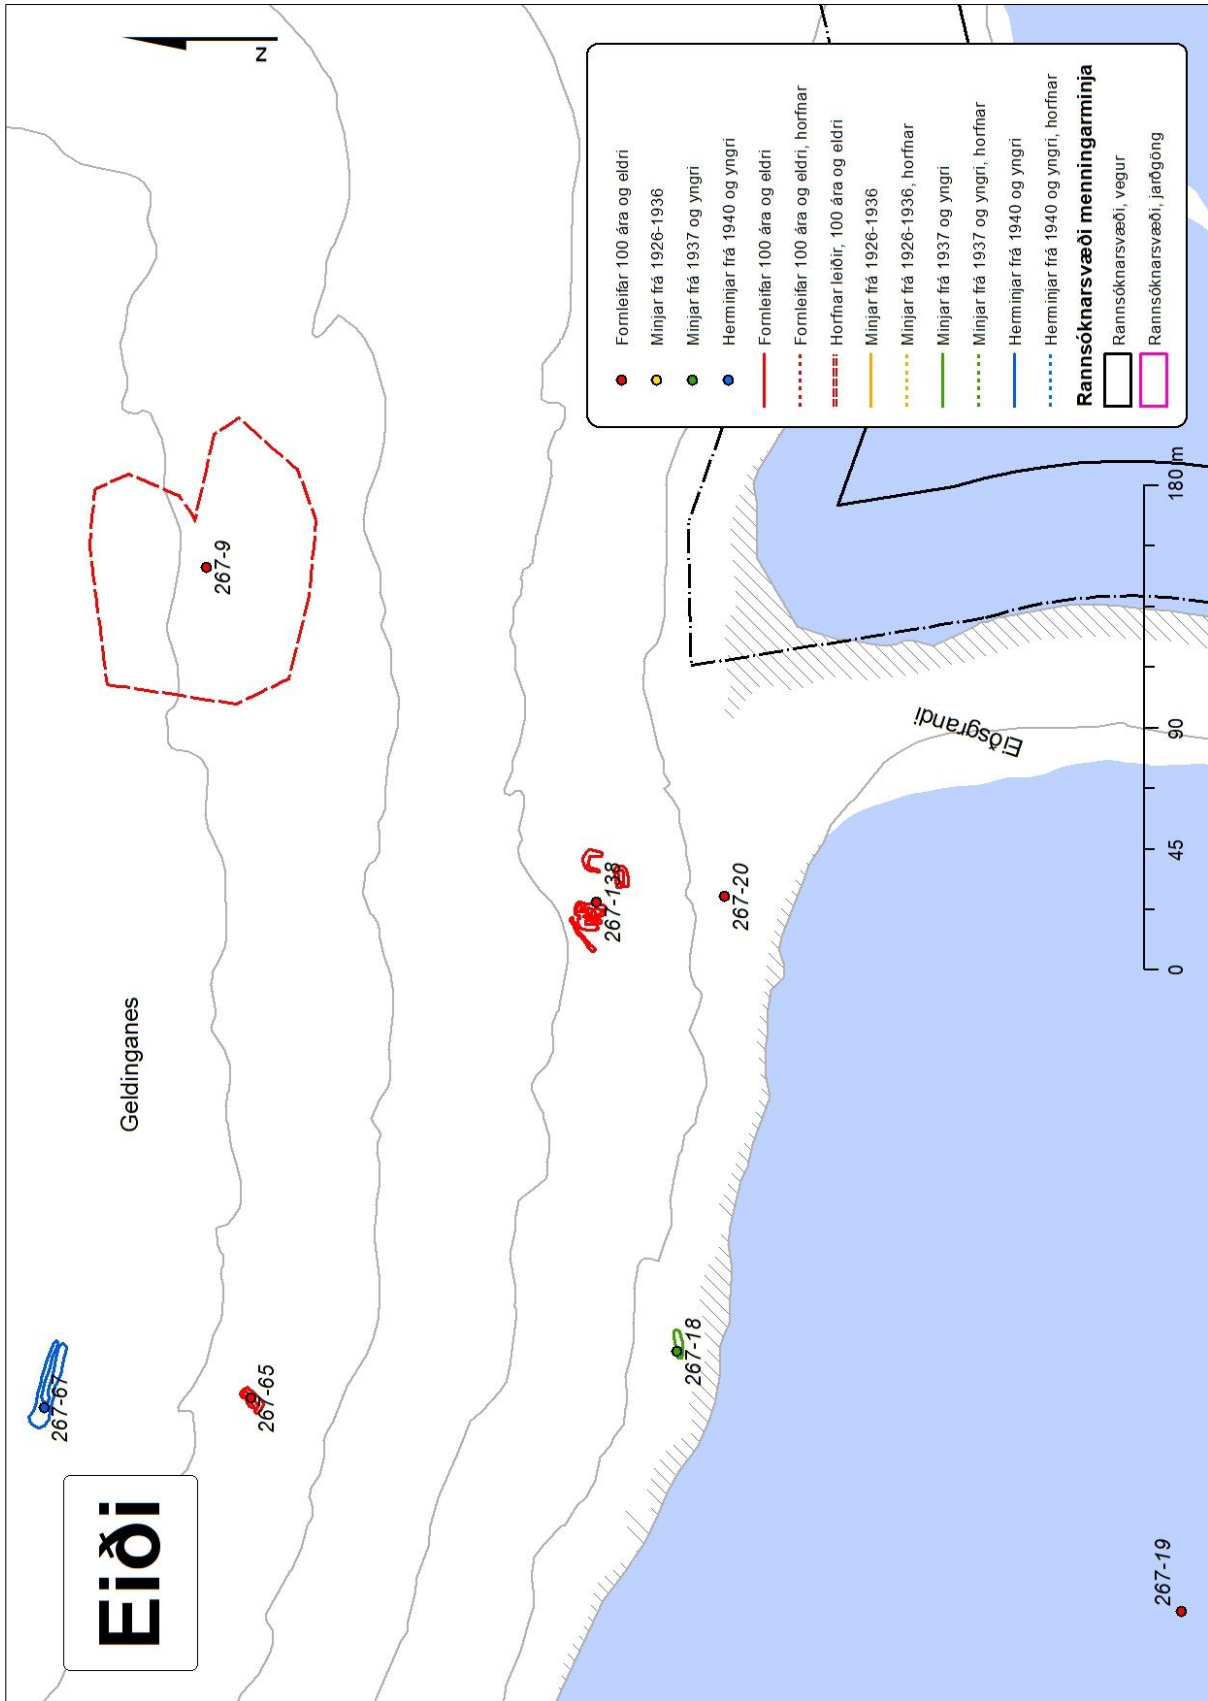 Eiði
N
Geldinganes
267-67
267-65
267-9
267-138
267-20
267-18
267-19
Eiðsgrandi
0
45
90
180 m
Fornleifar 100 ára og eldri
Minjar frá 1926-1936
Minjar frá 1937 og yngri
Herminjar frá 1940 og yngri
Fornleifar 100 ára og eldri
Fornleifar 100 ára og eldri, horfnar
Horfnar leiðir, 100 ára og eldri
Minjar frá 1926-1936
Minjar frá 1926-1936, horfnar
Minjar frá 1937 og yngri
Minjar frá 1937 og yngri, horfnar
Herminjar frá 1940 og yngri
Herminjar frá 1940 og yngri, horfnar
Rannsóknarsvæði menningarminja
Rannsóknarsvæði, vegur
Rannsóknarsvæði, jarðgöng